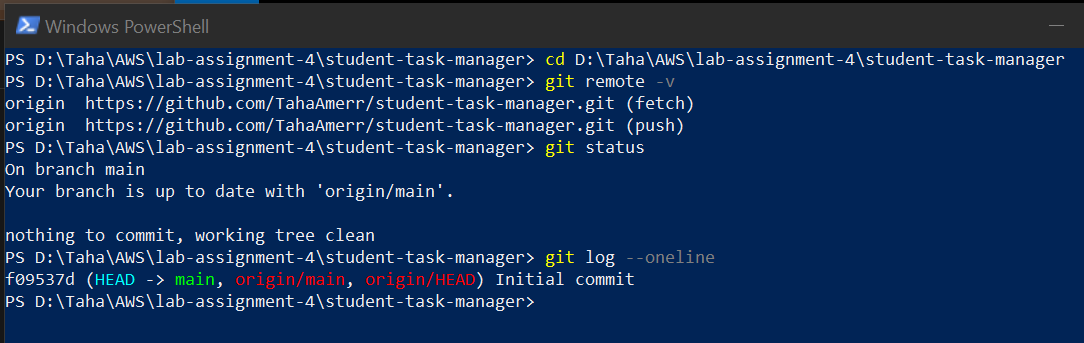 Windows PowerShell
PS D:\Taha\AWS\lab-assignment-4\student-task-manager> cd D:\Taha\AWS\lab-assignment-4\student-task-manager
PS D:\Taha\AWS\lab-assignment-4\student-task-manager> git remote -v
origin  https://github.com/TahaAmerr/student-task-manager.git (fetch)
origin  https://github.com/TahaAmerr/student-task-manager.git (push)
PS D:\Taha\AWS\lab-assignment-4\student-task-manager> git status
On branch main
Your branch is up to date with 'origin/main'.
nothing to commit, working tree clean
PS D:\Taha\AWS\lab-assignment-4\student-task-manager> git log --oneline
f09537d (HEAD -> main, origin/main, origin/HEAD) Initial commit
PS D:\Taha\AWS\lab-assignment-4\student-task-manager>